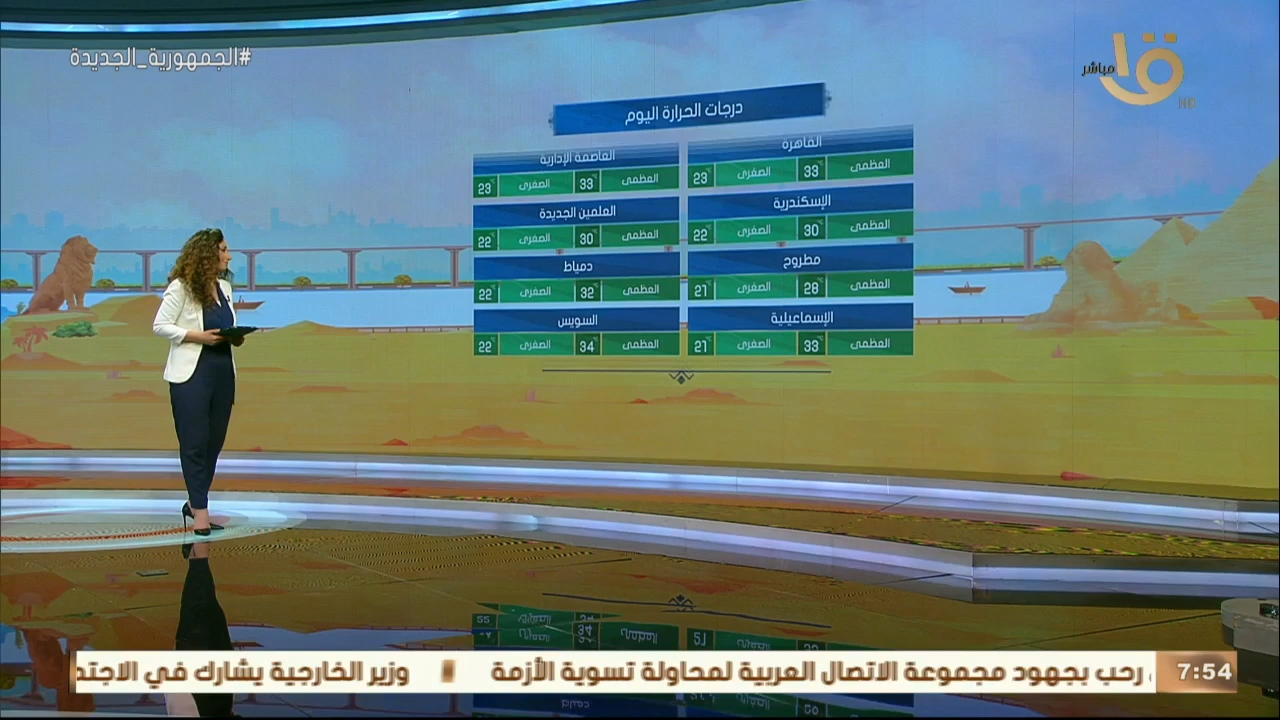 #الجمهورية_الجديدة
مباشر
HD
درجات الحرارة اليوم
القاهرة
العظمى 33 الصغرى 23
العاصمة الإدارية
العظمى 33 الصغرى 23
الإسكندرية
العظمى 30 الصغرى 22
العلمين الجديدة
العظمى 30 الصغرى 22
مطروح
العظمى 28 الصغرى 21
دمياط
العظمى 32 الصغرى 22
الإسماعيلية
العظمى 33 الصغرى 21
السويس
العظمى 34 الصغرى 22
7:54
رحب بجهود مجموعة الاتصال العربية لمحاولة تسوية الأزمة وزير الخارجية يشارك في